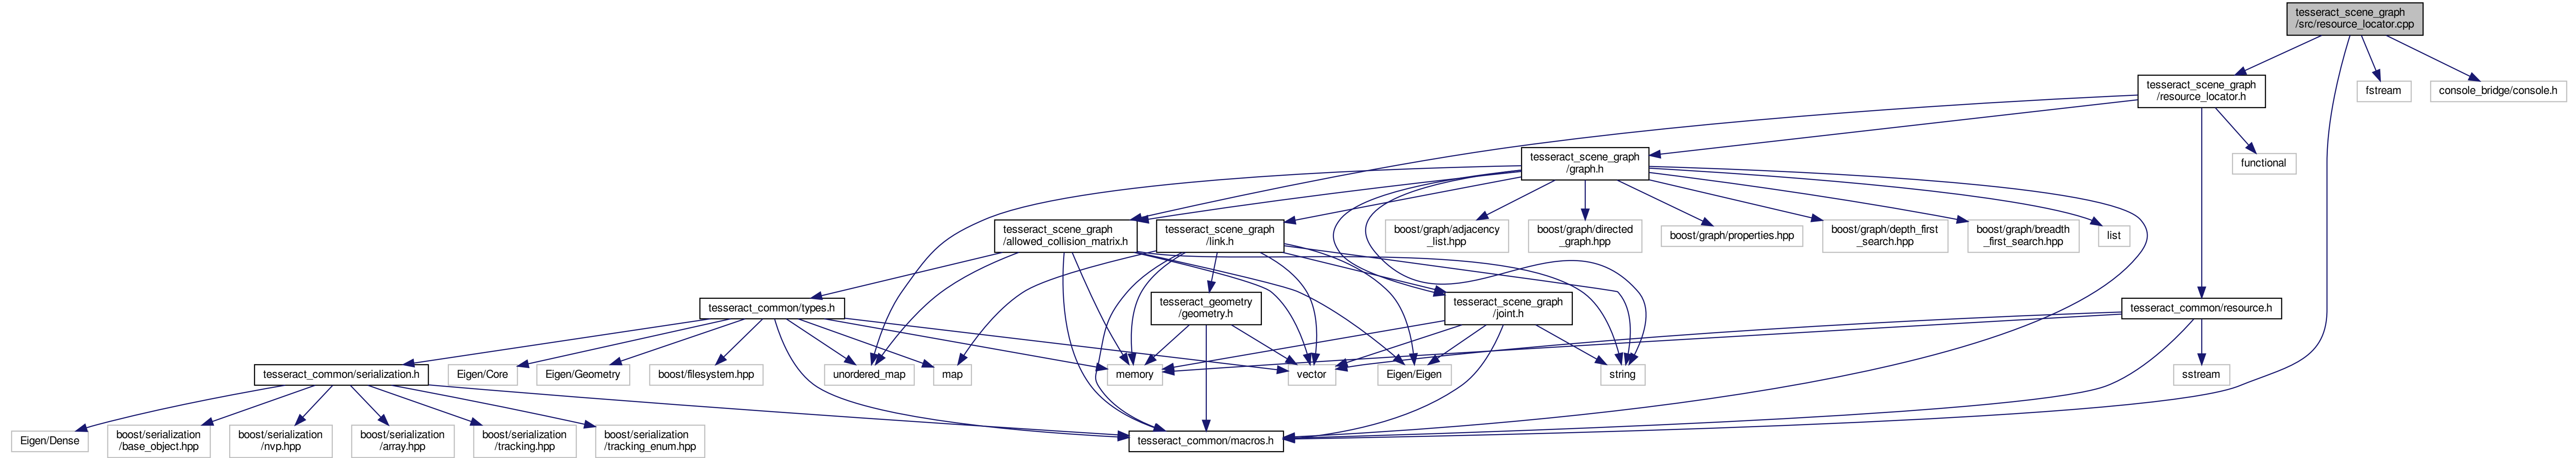 tesseract_scene_graph
/src/resource_locator.cpp
tesseract_scene_graph
/resource_locator.h
fstream
console_bridge/console.h
tesseract_scene_graph
/graph.h
functional
tesseract_scene_graph
/allowed_collision_matrix.h
tesseract_scene_graph
/link.h
boost/graph/adjacency
_list.hpp
boost/graph/directed
_graph.hpp
boost/graph/properties.hpp
boost/graph/depth_first
_search.hpp
boost/graph/breadth
_first_search.hpp
list
tesseract_common/types.h
tesseract_geometry
/geometry.h
tesseract_scene_graph
/joint.h
tesseract_common/resource.h
tesseract_common/serialization.h
Eigen/Core
Eigen/Geometry
boost/filesystem.hpp
unordered_map
map
memory
vector
Eigen/Eigen
string
sstream
Eigen/Dense
boost/serialization
/base_object.hpp
boost/serialization
/nvp.hpp
boost/serialization
/array.hpp
boost/serialization
/tracking.hpp
boost/serialization
/tracking_enum.hpp
tesseract_common/macros.h